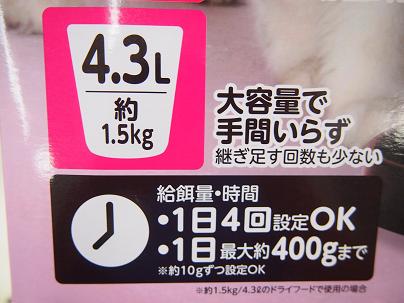 4.3L
約
1.5kg
大容量で
手間いらず
継ぎ足す回数も少ない
給餌量・時間
・1日4回設定OK
・1日最大約400gまで
※約10gずつ設定OK
※約1.5kg/4.3ℓのドライフードで使用の場合